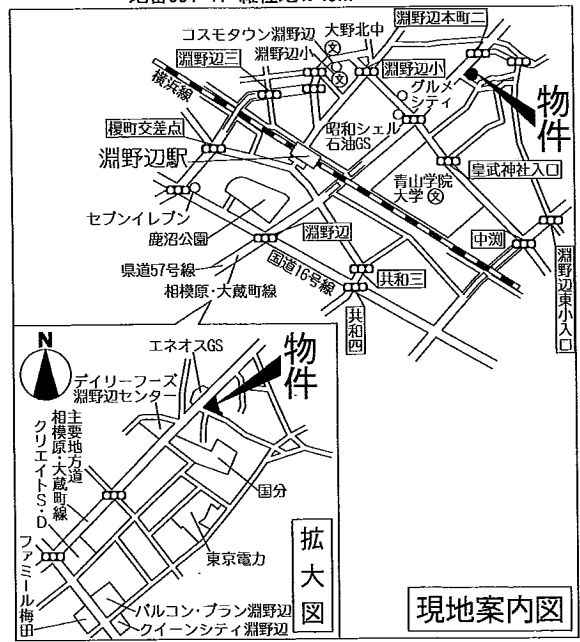 淵野辺本町二
コスモタウン淵野辺
大野北中
淵野辺小
文
文
淵野辺三
横浜線
淵野辺小
グルメ
シティ
物件
昭和シェル
石油GS
榎町交差点
淵野辺駅
皇武神社入口
青山学院
大学
文
セブンイレブン
鹿沼公園
淵野辺
中渕
県道57号線
国道16号線
相模原・大蔵町線
共和三
共和四
淵野辺東小入口
N
エネオスGS
物件
デイリーフーズ
淵野辺センター
主要地方道
相模原・大蔵町線
クリエイトS・D
国分
東京電力
ファミール梅田
バルコン・プラン淵野辺
クイーンシティ淵野辺
拡大図
現地案内図